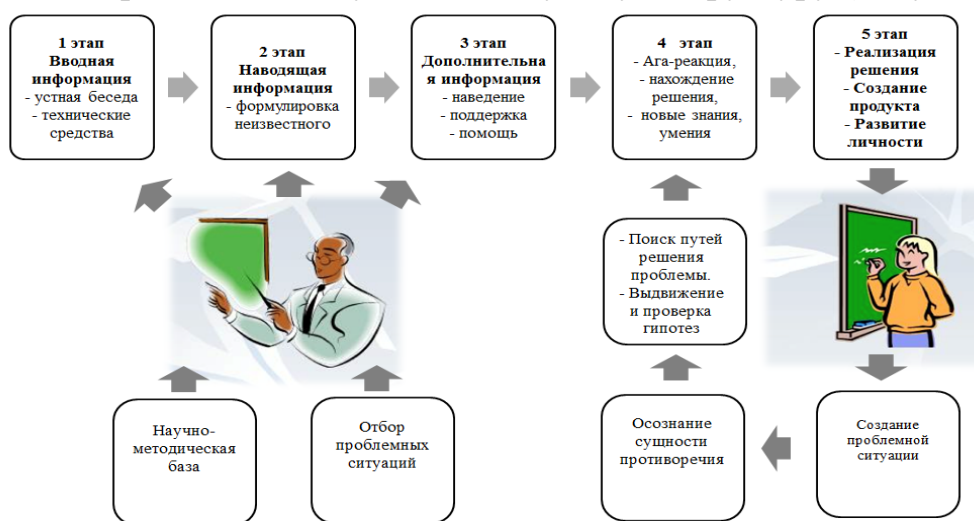 1 этап
Вводная
информация
- устная беседа
- технические
средства
2 этап
Наводящая
информация
- формулировка
неизвестного
3 этап
Дополнительна
я информация
- наведение
- поддержка
- помощь
4 этап
- Ага-реакция,
- нахождение
решения,
- новые знания,
умения
5 этап
- Реализация
решения
- Создание
продукта
- Развитие
личности
- Поиск путей
решения
проблемы.
- Выдвижение
и проверка
гипотез
Научно-
методическая
база
Отбор
проблемных
ситуаций
Осознание
сущности
противоречия
Создание
проблемной
ситуации